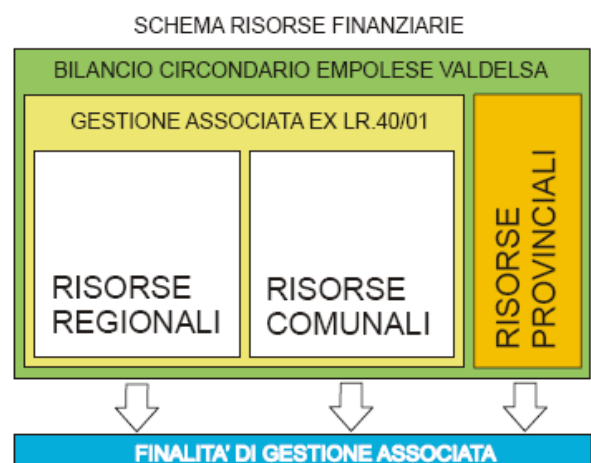 SCHEMA RISORSE FINANZIARIE
BILANCIO CIRCONDARIO EMPOLESE VALDELSA
GESTIONE ASSOCIATA EX LR.40/01
RISORSE
REGIONALI
RISORSE
COMUNALI
RISORSE
PROVINCIALI
FINALITA' DI GESTIONE ASSOCIATA